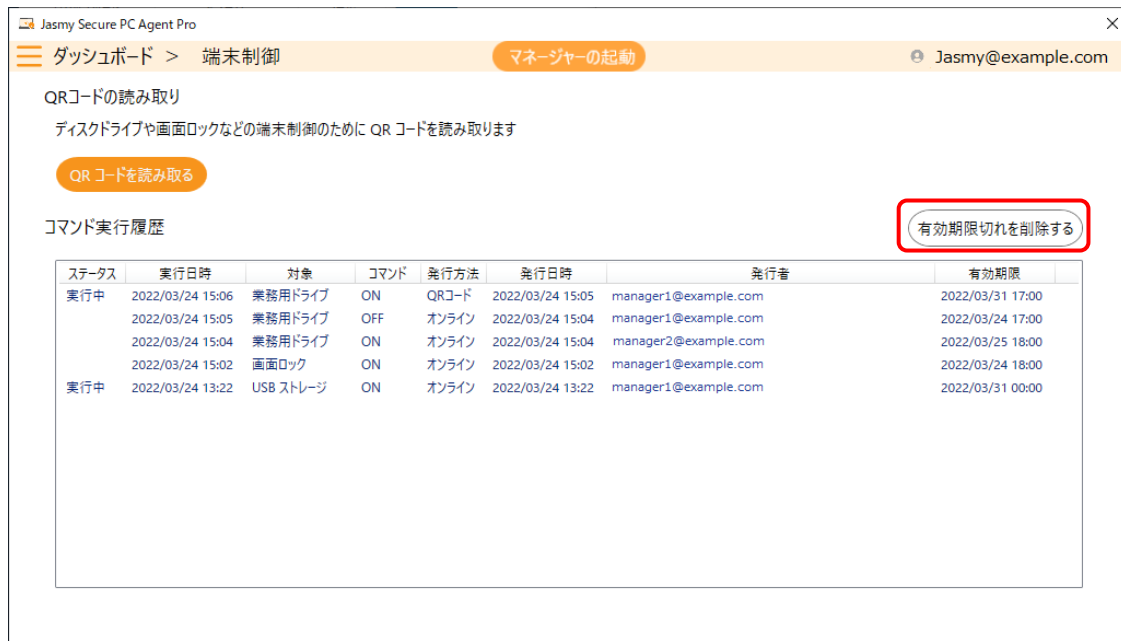 Jasmy Secure PC Agent Pro
ダッシュボード > 端末制御 マネージャーの起動 Jasmy@example.com
QRコードの読み取り
ディスクドライブや画面ロックなどの端末制御のために QR コードを読み取ります
QR コードを読み取る
コマンド実行履歴 有効期限切れを削除する
ステータス 実行日時 対象 コマンド 発行方法 発行日時 発行者 有効期限
実行中 2022/03/24 15:06 業務用ドライブ ON QRコード 2022/03/24 15:05 manager1@example.com 2022/03/31 17:00
2022/03/24 15:05 業務用ドライブ OFF オンライン 2022/03/24 15:04 manager1@example.com 2022/03/24 17:00
2022/03/24 15:04 業務用ドライブ ON オンライン 2022/03/24 15:04 manager2@example.com 2022/03/25 18:00
2022/03/24 15:02 画面ロック ON オンライン 2022/03/24 15:02 manager1@example.com 2022/03/24 18:00
実行中 2022/03/24 13:22 USB ストレージ ON オンライン 2022/03/24 13:22 manager1@example.com 2022/03/31 00:00